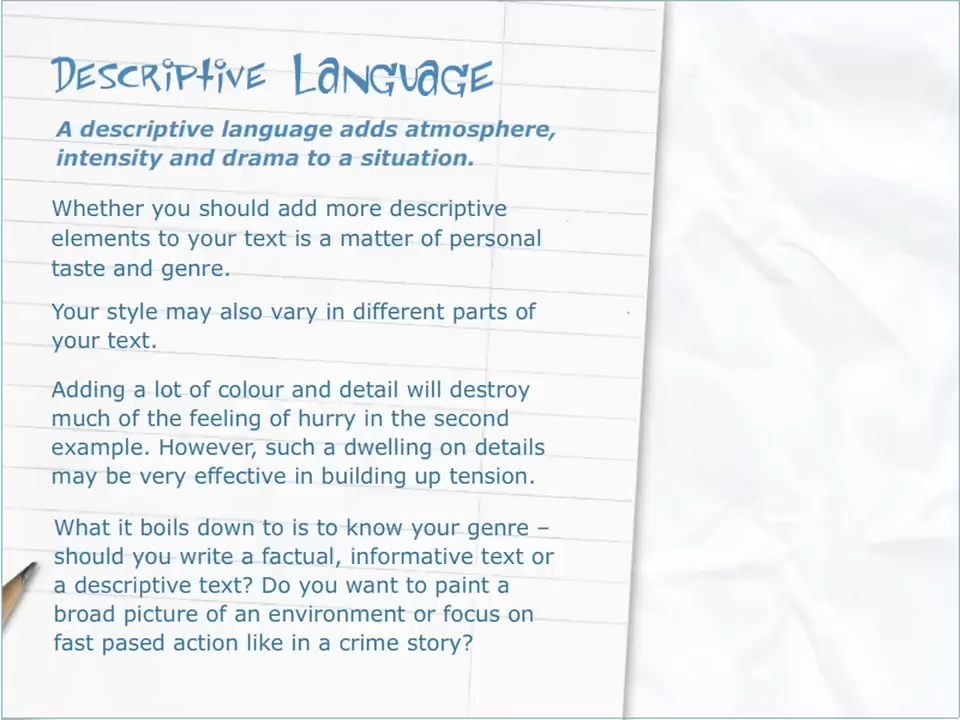 Descriptive Language
A descriptive language adds atmosphere,
intensity and drama to a situation.
Whether you should add more descriptive
elements to your text is a matter of personal
taste and genre.
Your style may also vary in different parts of
your text.
Adding a lot of colour and detail will destroy
much of the feeling of hurry in the second
example. However, such a dwelling on details
may be very effective in building up tension.
What it boils down to is to know your genre –
should you write a factual, informative text or
a descriptive text? Do you want to paint a
broad picture of an environment or focus on
fast pased action like in a crime story?